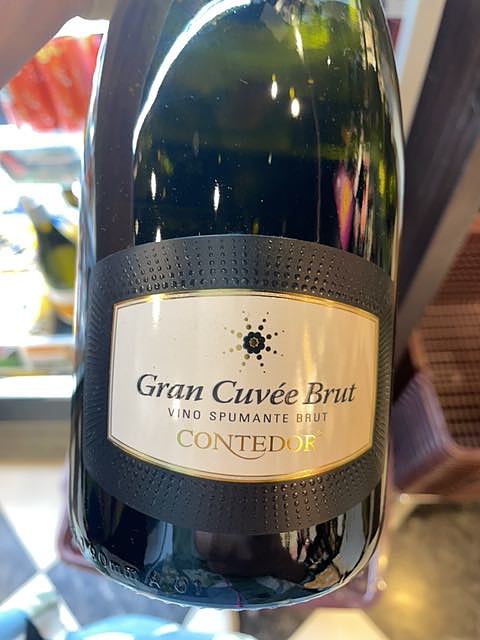 Gran Cuvée Brut
VINO SPUMANTE BRUT
CONTEDOR